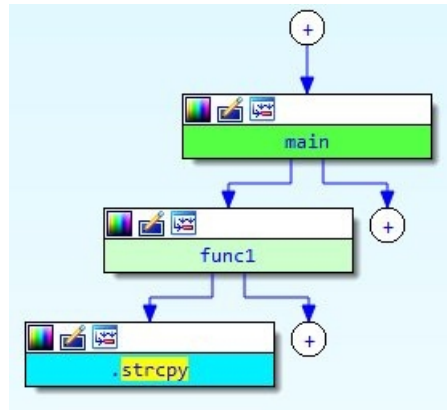 +
main
+
func1
+
.strcpy